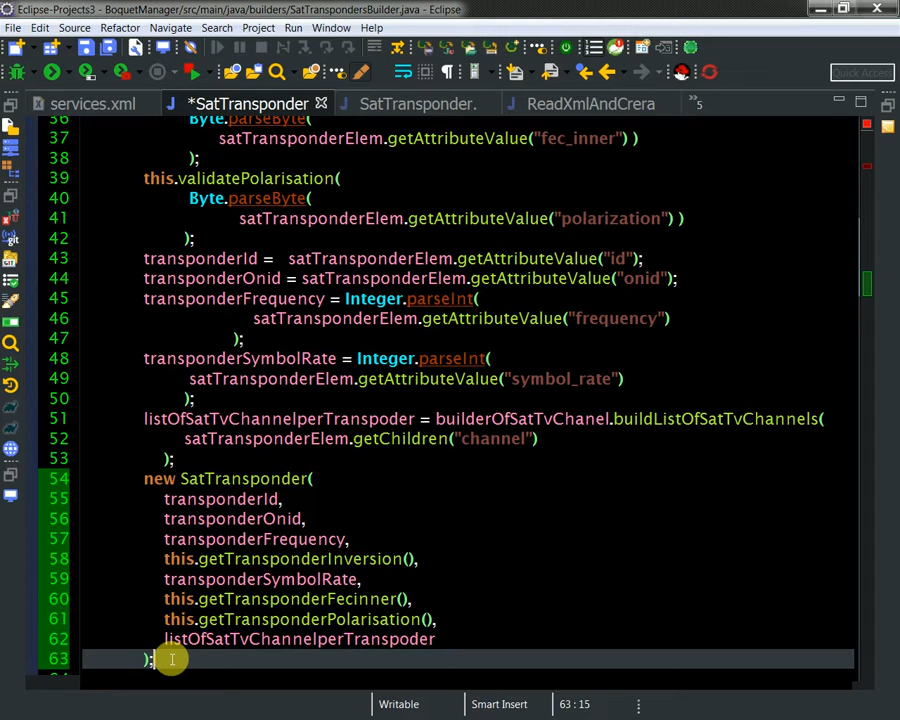 Eclipse-Projects3 - BoquetManager/src/main/java/builders/SatTranspondersBuilder.java - Eclipse
File Edit Source Refactor Navigate Search Project Run Window Help
Quick Access
services.xml *SatTransponder SatTransponder. ReadXmlAndCrera »5
36 Byte.parseByte(
37 satTransponderElem.getAttributeValue("fec_inner") )
38 );
39 this.validatePolarisation(
40 Byte.parseByte(
41 satTransponderElem.getAttributeValue("polarization") )
42 );
43 transponderId = satTransponderElem.getAttributeValue("id");
44 transponderOnid = satTransponderElem.getAttributeValue("onid");
45 transponderFrequency = Integer.parseInt(
46 satTransponderElem.getAttributeValue("frequency")
47 );
48 transponderSymbolRate = Integer.parseInt(
49 satTransponderElem.getAttributeValue("symbol_rate")
50 );
51 listOfSatTvChannelperTranspoder = builderOfSatTvChanel.buildListOfSatTvChannels(
52 satTransponderElem.getChildren("channel")
53 );
54 new SatTransponder(
55 transponderId,
56 transponderOnid,
57 transponderFrequency,
58 this.getTransponderInversion(),
59 transponderSymbolRate,
60 this.getTransponderFecinner(),
61 this.getTransponderPolarisation(),
62 listOfSatTvChannelperTranspoder
63 );
Writable Smart Insert 63 : 15